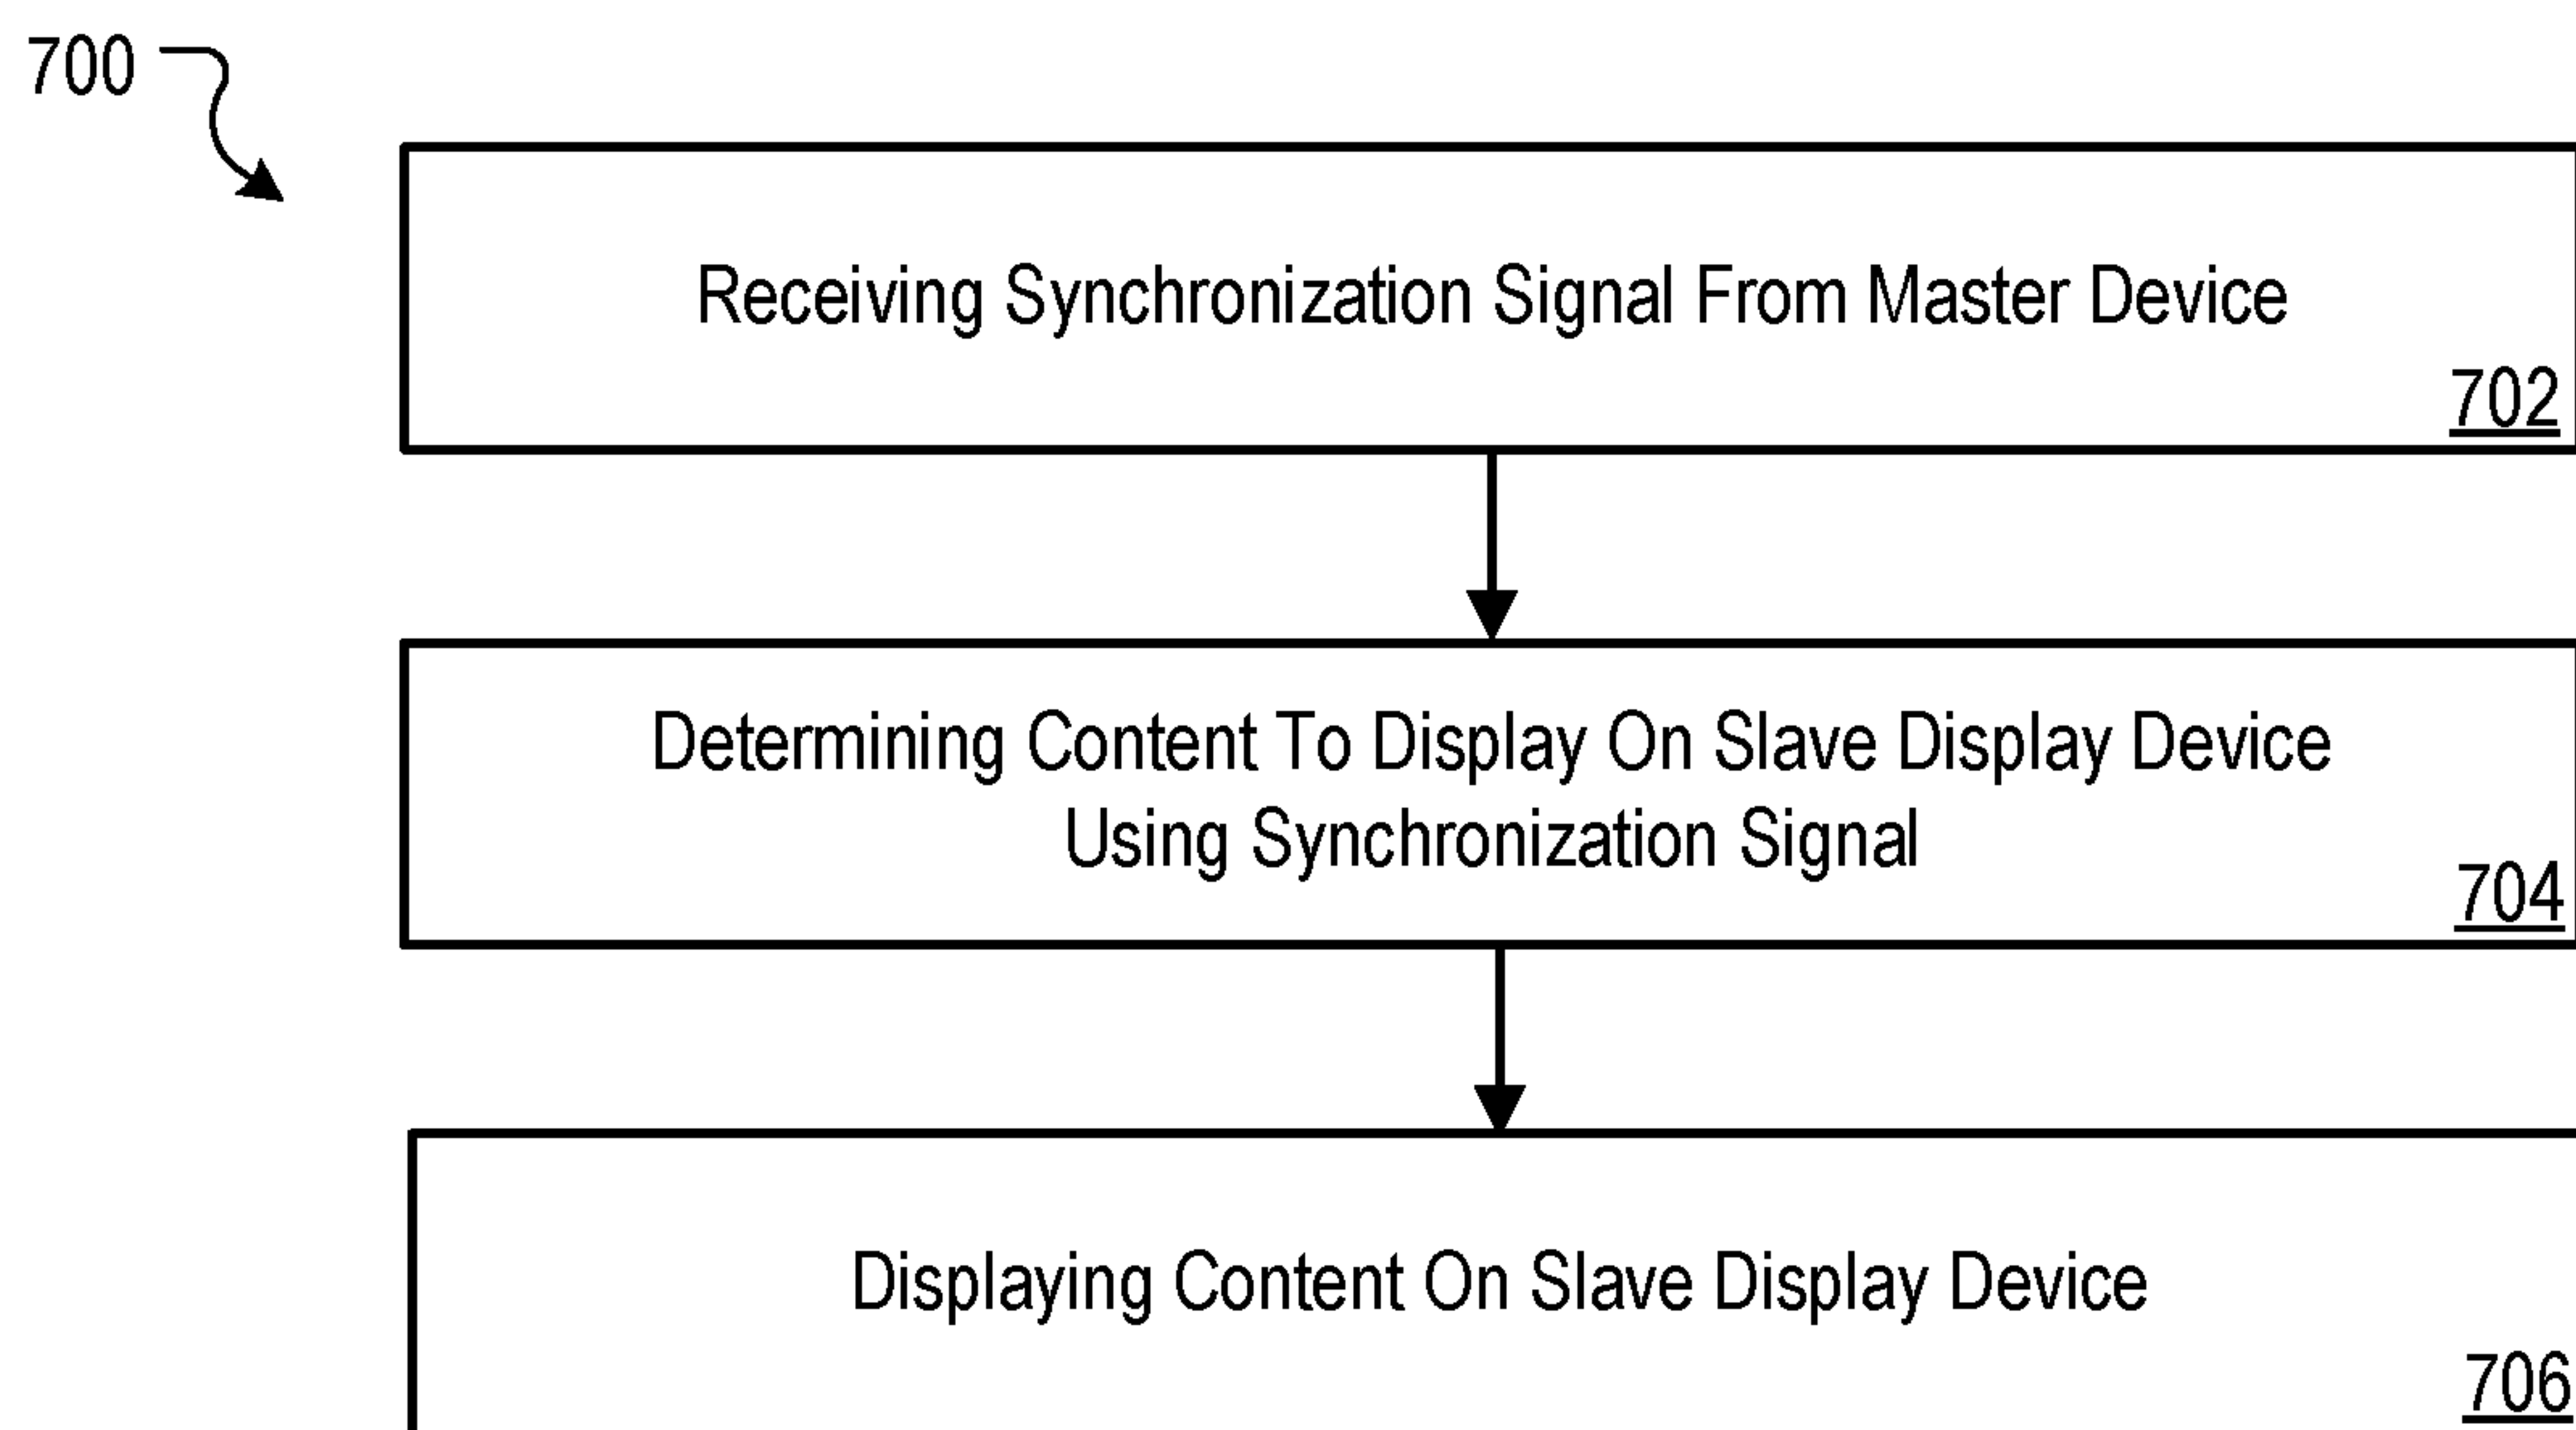 700
Receiving Synchronization Signal From Master Device
702
Determining Content To Display On Slave Display Device
Using Synchronization Signal
704
Displaying Content On Slave Display Device
706